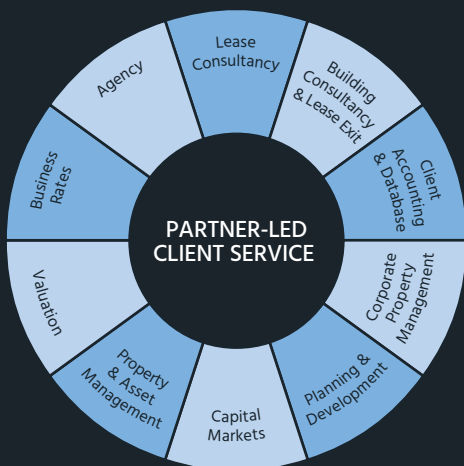 Lease
Consultancy
Building
Consultancy
& Lease Exit
Client
Accounting
& Database
Corporate
Property
Management
Planning &
Development
Capital
Markets
Property
& Asset
Management
Valuation
Business
Rates
Agency
PARTNER-LED
CLIENT SERVICE